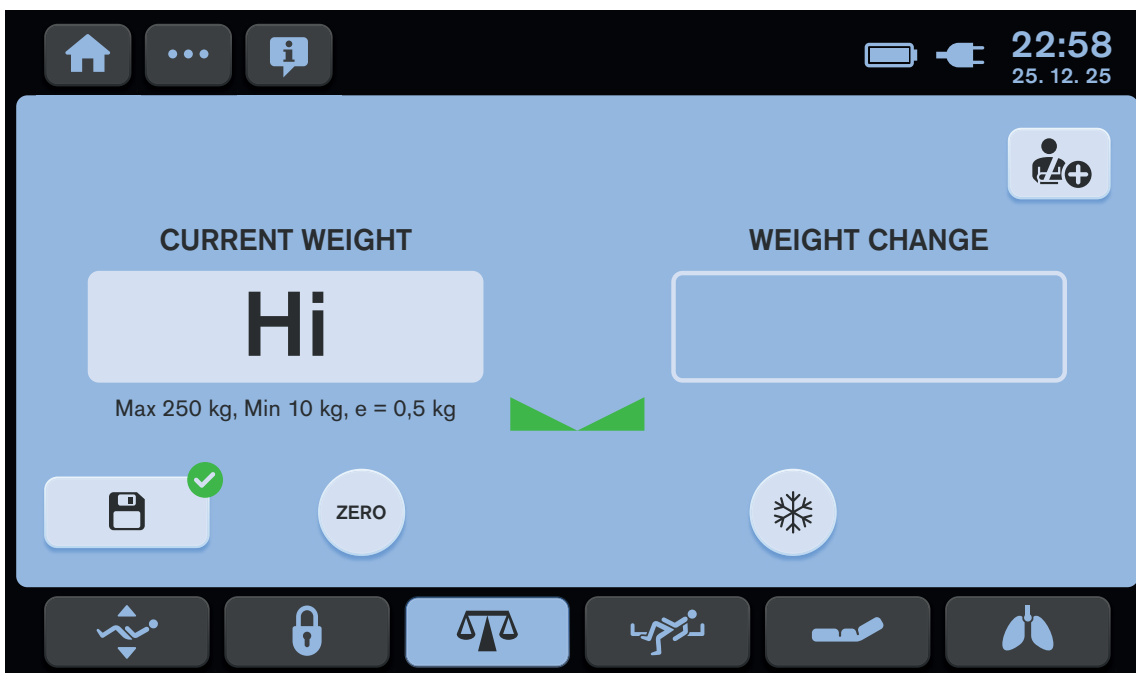 22:58
25. 12. 25
CURRENT WEIGHT
WEIGHT CHANGE
Hi
Max 250 kg, Min 10 kg, e = 0,5 kg
ZERO